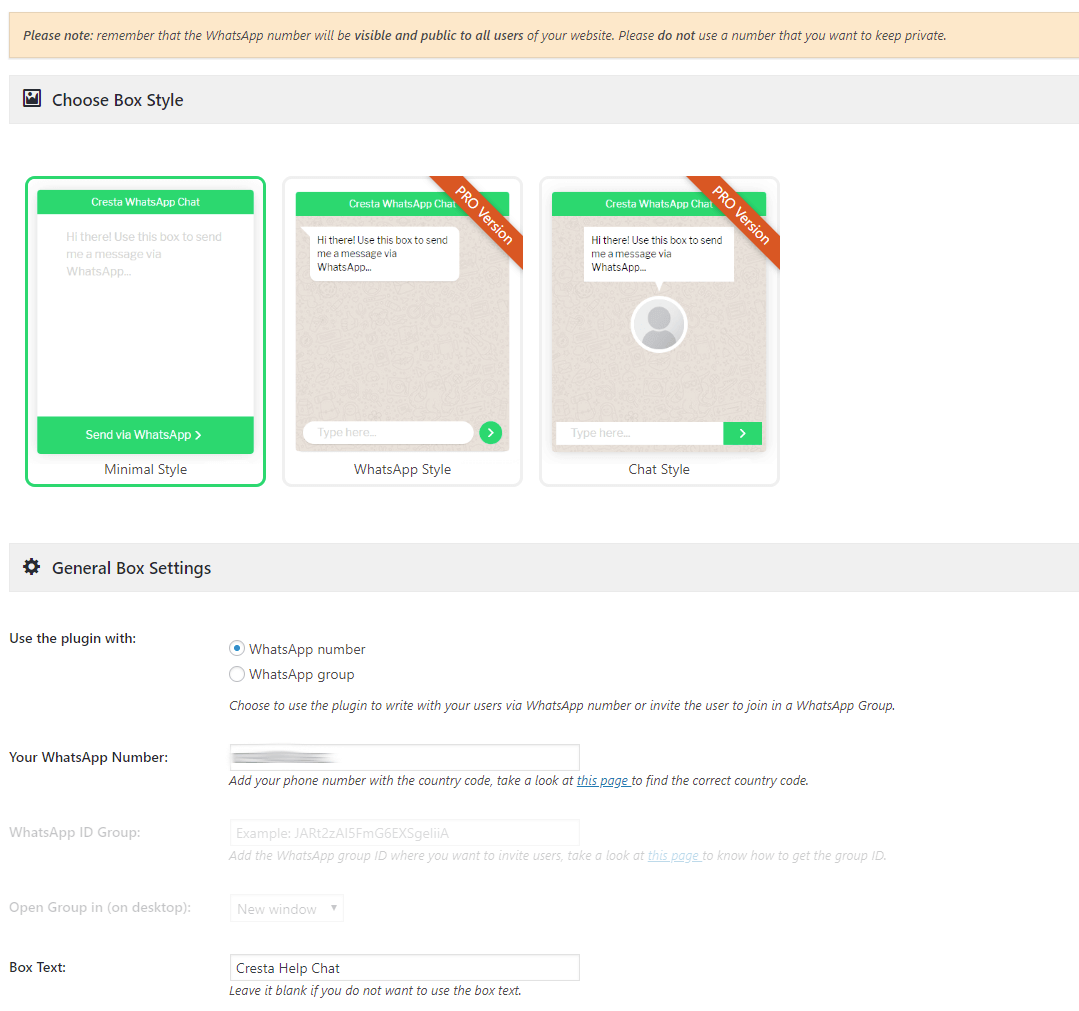 Please note: remember that the WhatsApp number will be visible and public to all users of your website. Please do not use a number that you want to keep private.
Choose Box Style
Cresta WhatsApp Chat
Hi there! Use this box to send
me a message via
WhatsApp...
Send via WhatsApp
Minimal Style
Cresta WhatsApp Chat
PRO Version
Hi there! Use this box to send
me a message via
WhatsApp...
Type here...
WhatsApp Style
Cresta WhatsApp Chat
PRO Version
Hi there! Use this box to send
me a message via
WhatsApp...
Type here...
Chat Style
General Box Settings
Use the plugin with:
WhatsApp number
WhatsApp group
Choose to use the plugin to write with your users via WhatsApp number or invite the user to join in a WhatsApp Group.
Your WhatsApp Number:
Add your phone number with the country code, take a look at this page to find the correct country code.
WhatsApp ID Group:
Example: JARt2zAI5FmG6EXSgeIiiA
Add the WhatsApp group ID where you want to invite users, take a look at this page to know how to get the group ID.
Open Group in (on desktop):
New window
Box Text:
Cresta Help Chat
Leave it blank if you do not want to use the box text.